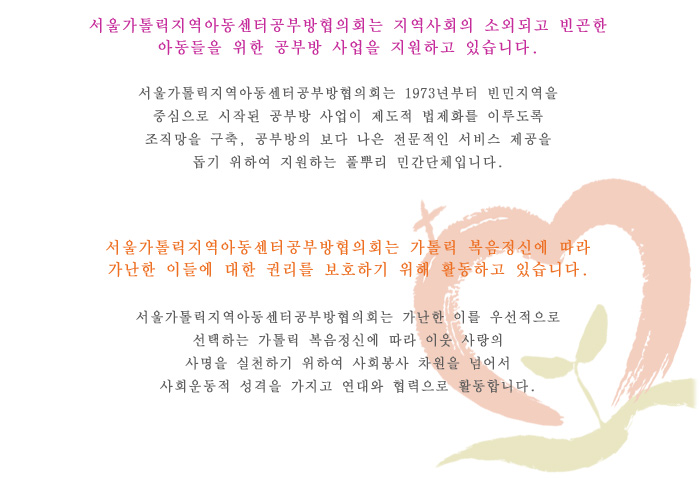 서울가톨릭지역아동센터공부방협의회는 지역사회의 소외되고 빈곤한
아동들을 위한 공부방 사업을 지원하고 있습니다.
서울가톨릭지역아동센터공부방협의회는 1973년부터 빈민지역을
중심으로 시작된 공부방 사업이 제도적 법제화를 이루도록
조직망을 구축, 공부방의 보다 나은 전문적인 서비스 제공을
돕기 위하여 지원하는 풀뿌리 민간단체입니다.
서울가톨릭지역아동센터공부방협의회는 가톨릭 복음정신에 따라
가난한 이들에 대한 권리를 보호하기 위해 활동하고 있습니다.
서울가톨릭지역아동센터공부방협의회는 가난한 이를 우선적으로
선택하는 가톨릭 복음정신에 따라 이웃 사랑의
사명을 실천하기 위하여 사회봉사 차원을 넘어서
사회운동적 성격을 가지고 연대와 협력으로 활동합니다.